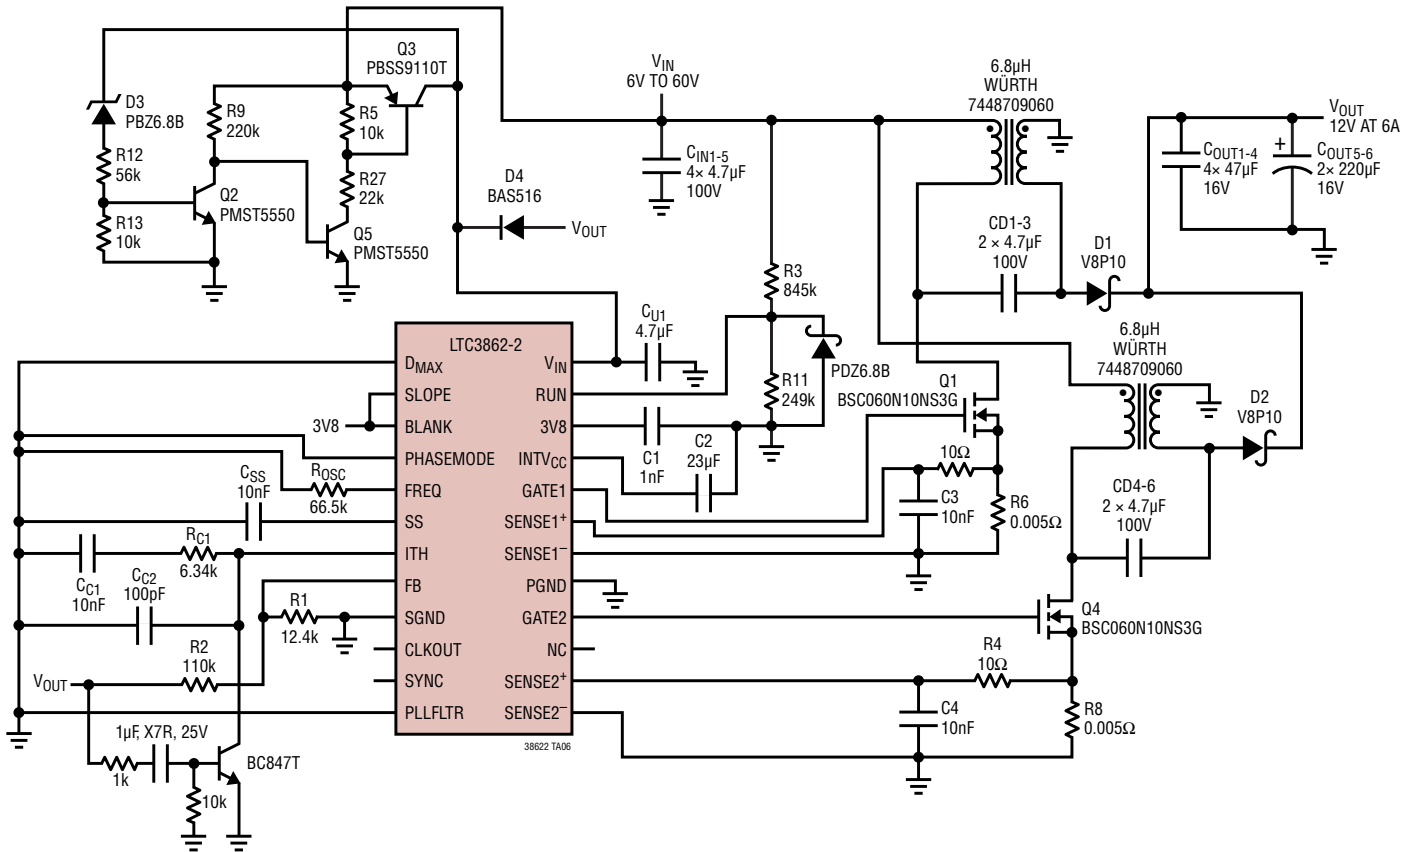 Q3
PBSS9110T
D3
PBZ6.8B
R9
220k
R5
10k
R12
56k
R27
22k
R13
10k
Q2
PMST5550
Q5
PMST5550
D4
BAS516
VOUT
VIN
6V TO 60V
CIN1-5
4× 4.7µF
100V
6.8µH
WÜRTH
7448709060
VOUT
12V AT 6A
COUT1-4
4× 47µF
16V
+
COUT5-6
2× 220µF
16V
CD1-3
2 × 4.7µF
100V
D1
V8P10
R3
845k
CU1
4.7µF
PDZ6.8B
R11
249k
6.8µH
WÜRTH
7448709060
D2
V8P10
Q1
BSC060N10NS3G
LTC3862-2
DMAX
SLOPE
BLANK
PHASEMODE
FREQ
SS
ITH
FB
SGND
CLKOUT
SYNC
PLLFLTR
VIN
RUN
3V8
INTVCC
GATE1
SENSE1+
SENSE1–
PGND
GATE2
NC
SENSE2+
SENSE2–
38622 TA06
3V8
CSS
10nF
ROSC
66.5k
RC1
6.34k
CC1
10nF
CC2
100pF
R1
12.4k
R2
110k
VOUT
1µF, X7R, 25V
1k
10k
BC847T
C1
1nF
C2
23µF
10Ω
C3
10nF
R6
0.005Ω
CD4-6
2 × 4.7µF
100V
Q4
BSC060N10NS3G
R4
10Ω
C4
10nF
R8
0.005Ω